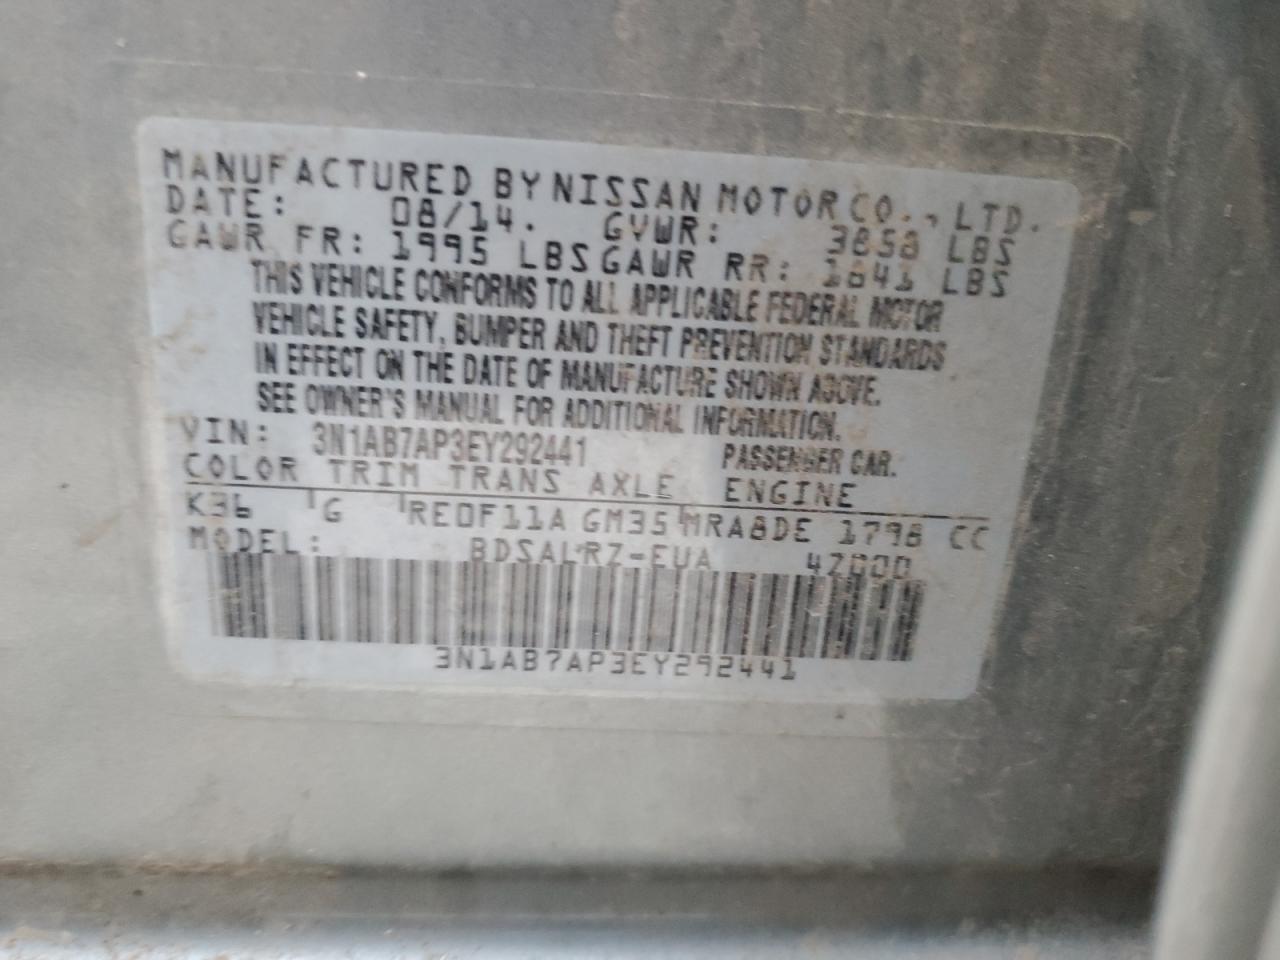 MANUFACTURED BY NISSAN MOTOR CO., LTD.
DATE: 08/14. GVWR: 3858 LBS
GAWR FR: 1995 LBS GAWR RR: 1841 LBS
THIS VEHICLE CONFORMS TO ALL APPLICABLE FEDERAL MOTOR
VEHICLE SAFETY, BUMPER AND THEFT PREVENTION STANDARDS
IN EFFECT ON THE DATE OF MANUFACTURE SHOWN ABOVE.
SEE OWNER'S MANUAL FOR ADDITIONAL INFORMATION.
VIN: 3N1AB7AP3EY292441 PASSENGER CAR.
COLOR TRIM TRANS AXLE ENGINE
K36 G RE0F11A GM35 MRA8DE 1798 CC
MODEL: BDSALRZ-EUA 47000
3N1AB7AP3EY292441